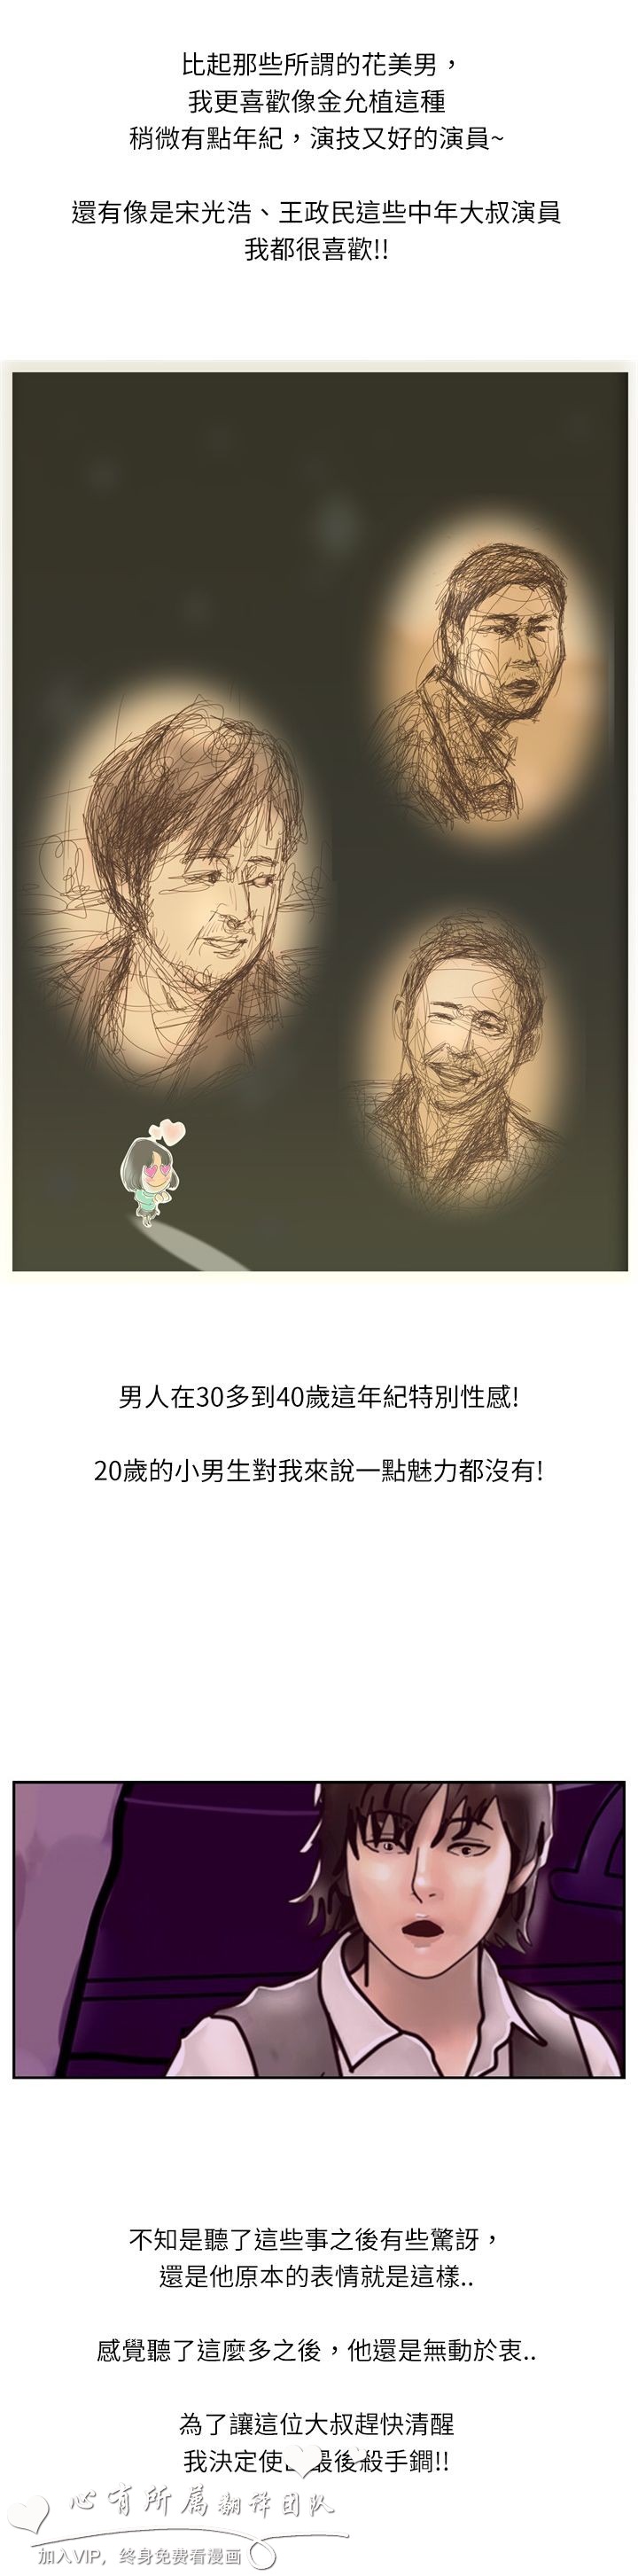 比起那些所謂的花美男，
我更喜歡像金允植這種
稍微有點年紀，演技又好的演員~
還有像是宋光浩、王政民這些中年大叔演員
我都很喜歡!!
男人在30多到40歲這年紀特別性感!
20歲的小男生對我來說一點魅力都沒有!
不知是聽了這些事之後有些驚訝，
還是他原本的表情就是這樣..
感覺聽了這麼多之後，他還是無動於衷..
為了讓這位大叔趕快清醒
我決定使 最後殺手鐧!!
心有所属翻译团队
加入VIP，终身免费看漫画